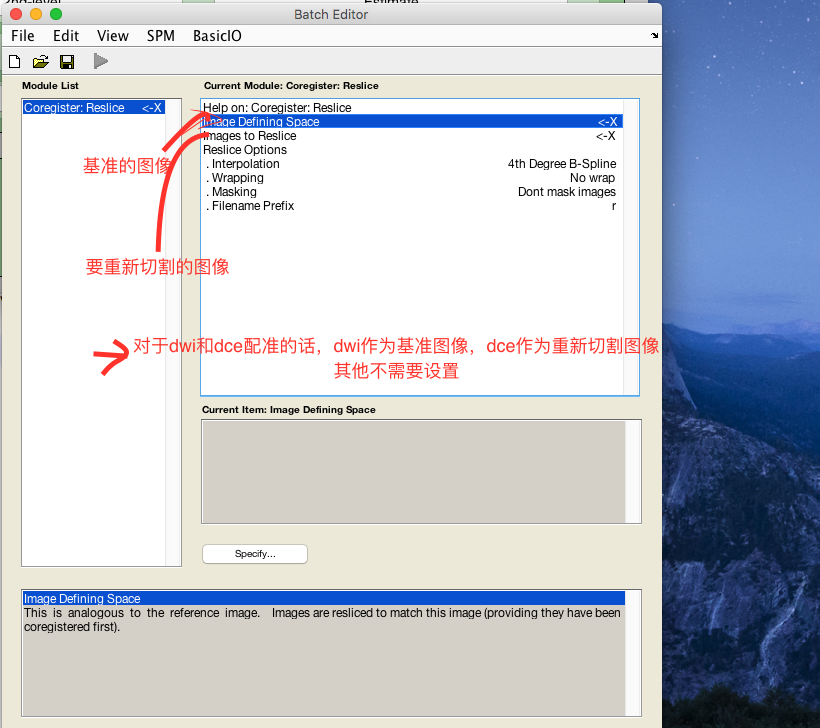 Batch Editor
File Edit View SPM BasicIO
Module List
Current Module: Coregister: Reslice
Coregister: Reslice <-X
Help on: Coregister: Reslice
Image Defining Space <-X
Images to Reslice <-X
Reslice Options
. Interpolation 4th Degree B-Spline
. Wrapping No wrap
. Masking Dont mask images
. Filename Prefix r
基准的图像
要重新切割的图像
对于dwi和dce配准的话，dwi作为基准图像，dce作为重新切割图像
其他不需要设置
Current Item: Image Defining Space
Specify...
Image Defining Space
This is analogous to the reference image. Images are resliced to match this image (providing they have been
coregistered first).